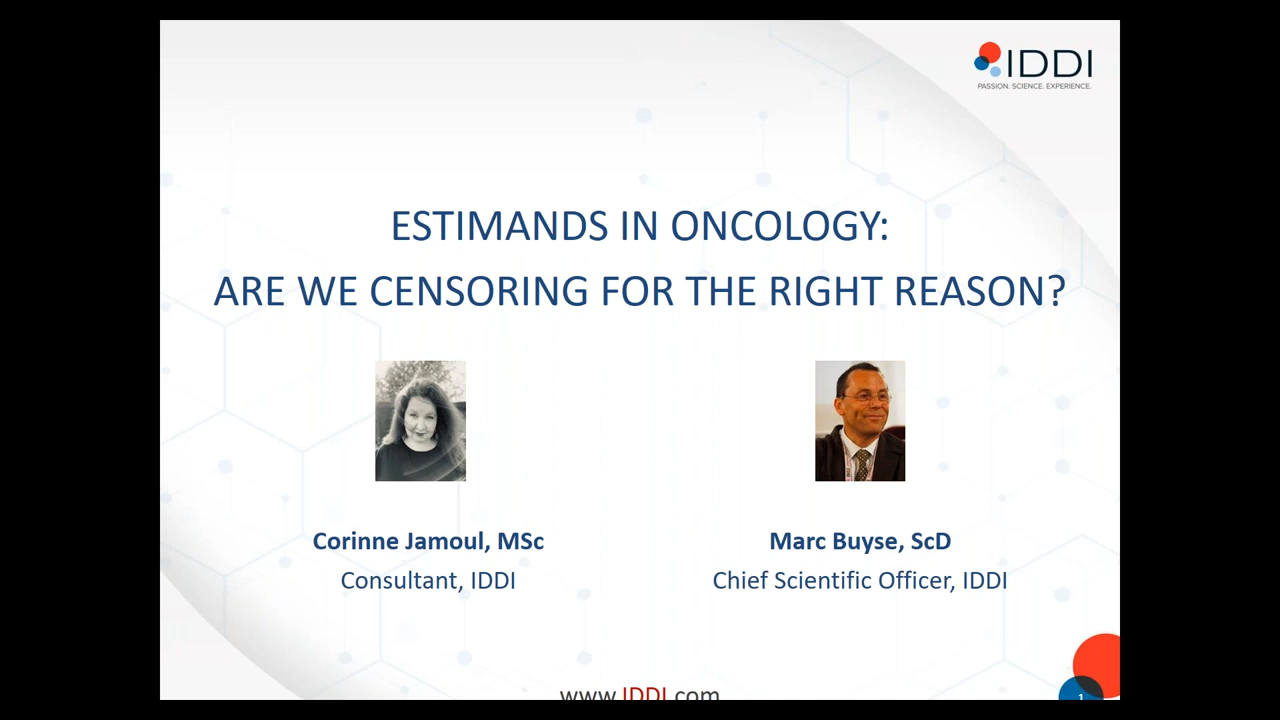 IDDI
PASSION. SCIENCE. EXPERIENCE.
ESTIMANDS IN ONCOLOGY:
ARE WE CENSORING FOR THE RIGHT REASON?
Corinne Jamoul, MSc
Consultant, IDDI
Marc Buyse, ScD
Chief Scientific Officer, IDDI
www.IDDI.com
1